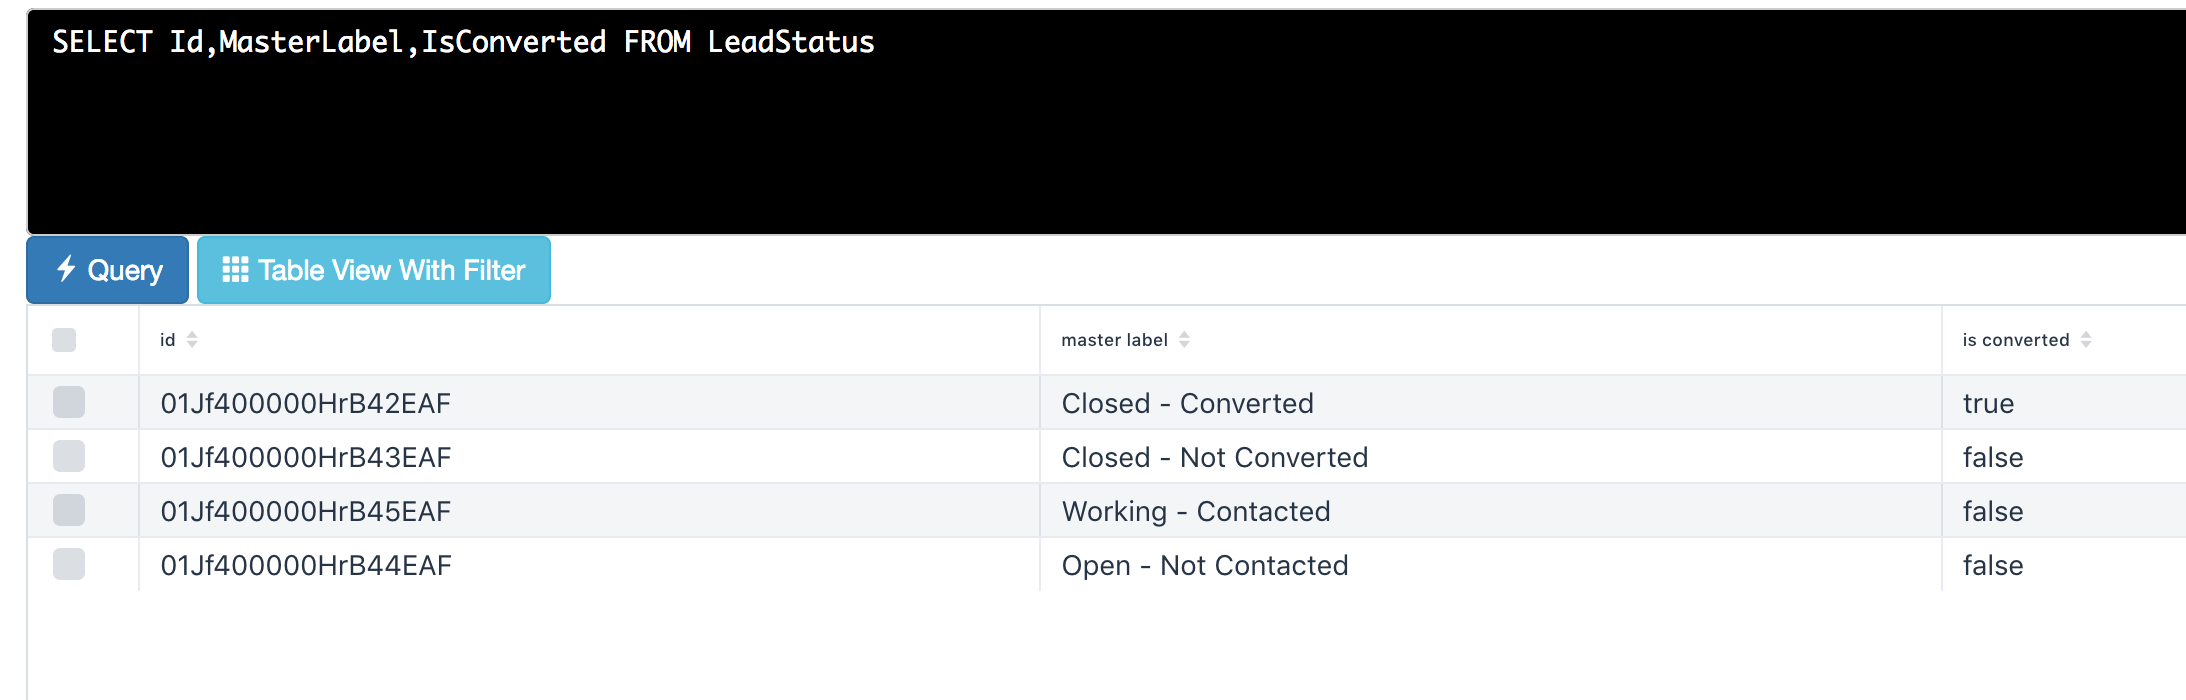 SELECT Id,MasterLabel,IsConverted FROM LeadStatus
Query Table View With Filter
id master label is converted
01Jf400000HrB42EAF Closed - Converted true
01Jf400000HrB43EAF Closed - Not Converted false
01Jf400000HrB45EAF Working - Contacted false
01Jf400000HrB44EAF Open - Not Contacted false